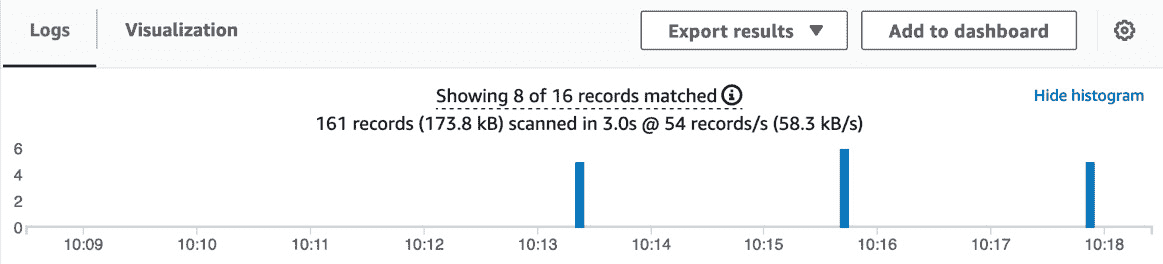 Logs Visualization Export results Add to dashboard
Showing 8 of 16 records matched
Hide histogram
161 records (173.8 kB) scanned in 3.0s @ 54 records/s (58.3 kB/s)
6
4
2
0
10:09 10:10 10:11 10:12 10:13 10:14 10:15 10:16 10:17 10:18